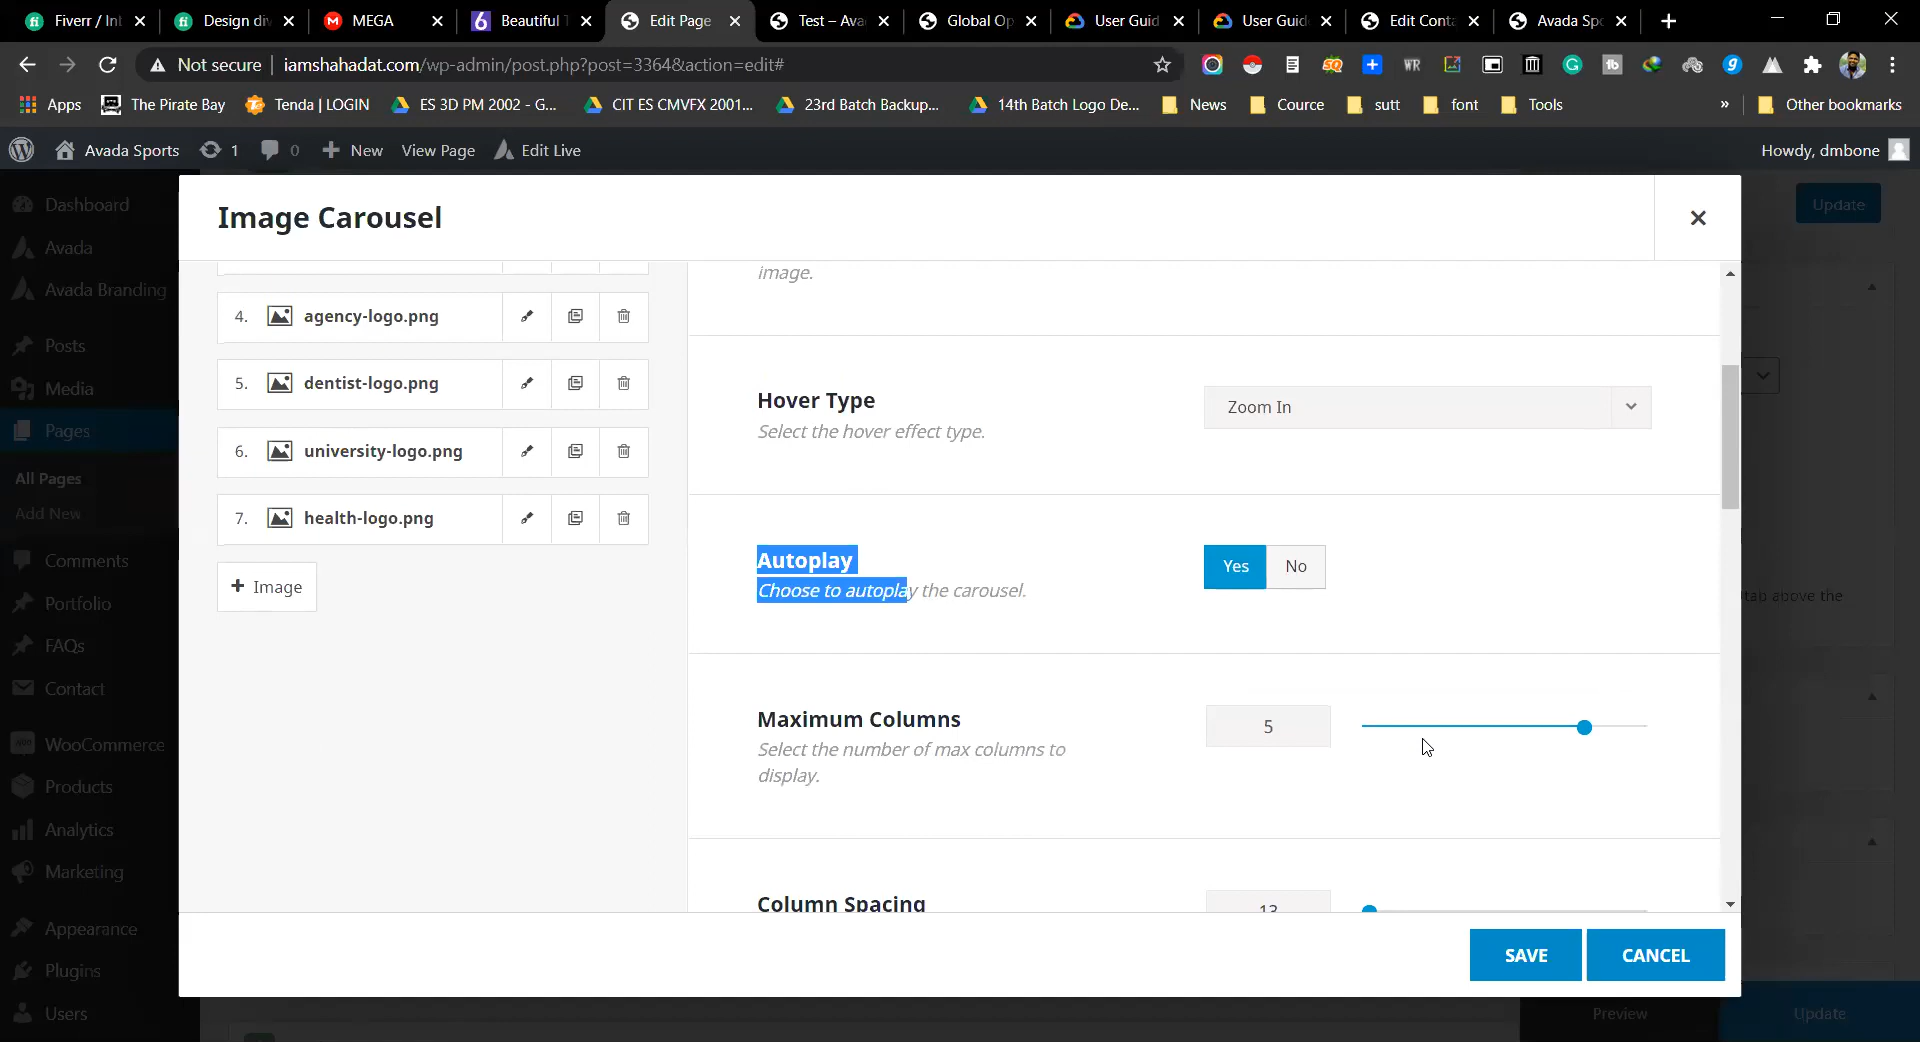 Fiverr / Int
Design div
MEGA
Beautiful T
Edit Page
Test – Ava
Global Op
User Guid
User Guid
Edit Conta
Avada Spo
Not secure
iamshahadat.com/wp-admin/post.php?post=3364&action=edit#
Apps
The Pirate Bay
Tenda | LOGIN
ES 3D PM 2002 - G...
CIT ES CMVFX 2001...
23rd Batch Backup...
14th Batch Logo De...
News
Cource
sutt
font
Tools
»
Other bookmarks
Avada Sports
1
0
New
View Page
Edit Live
Howdy, dmbone
Dashboard
Avada
Avada Branding
Posts
Media
Pages
All Pages
Add New
Comments
Portfolio
FAQs
Contact
WooCommerce
Products
Analytics
Marketing
Appearance
Plugins
Users
Update
Image Carousel
4. agency-logo.png
5. dentist-logo.png
6. university-logo.png
7. health-logo.png
+ Image
image.
Hover Type
Select the hover effect type.
Zoom In
Autoplay
Choose to autoplay the carousel.
Yes
No
Maximum Columns
Select the number of max columns to
display.
5
Column Spacing
13
tab above the
SAVE
CANCEL
Preview
Update